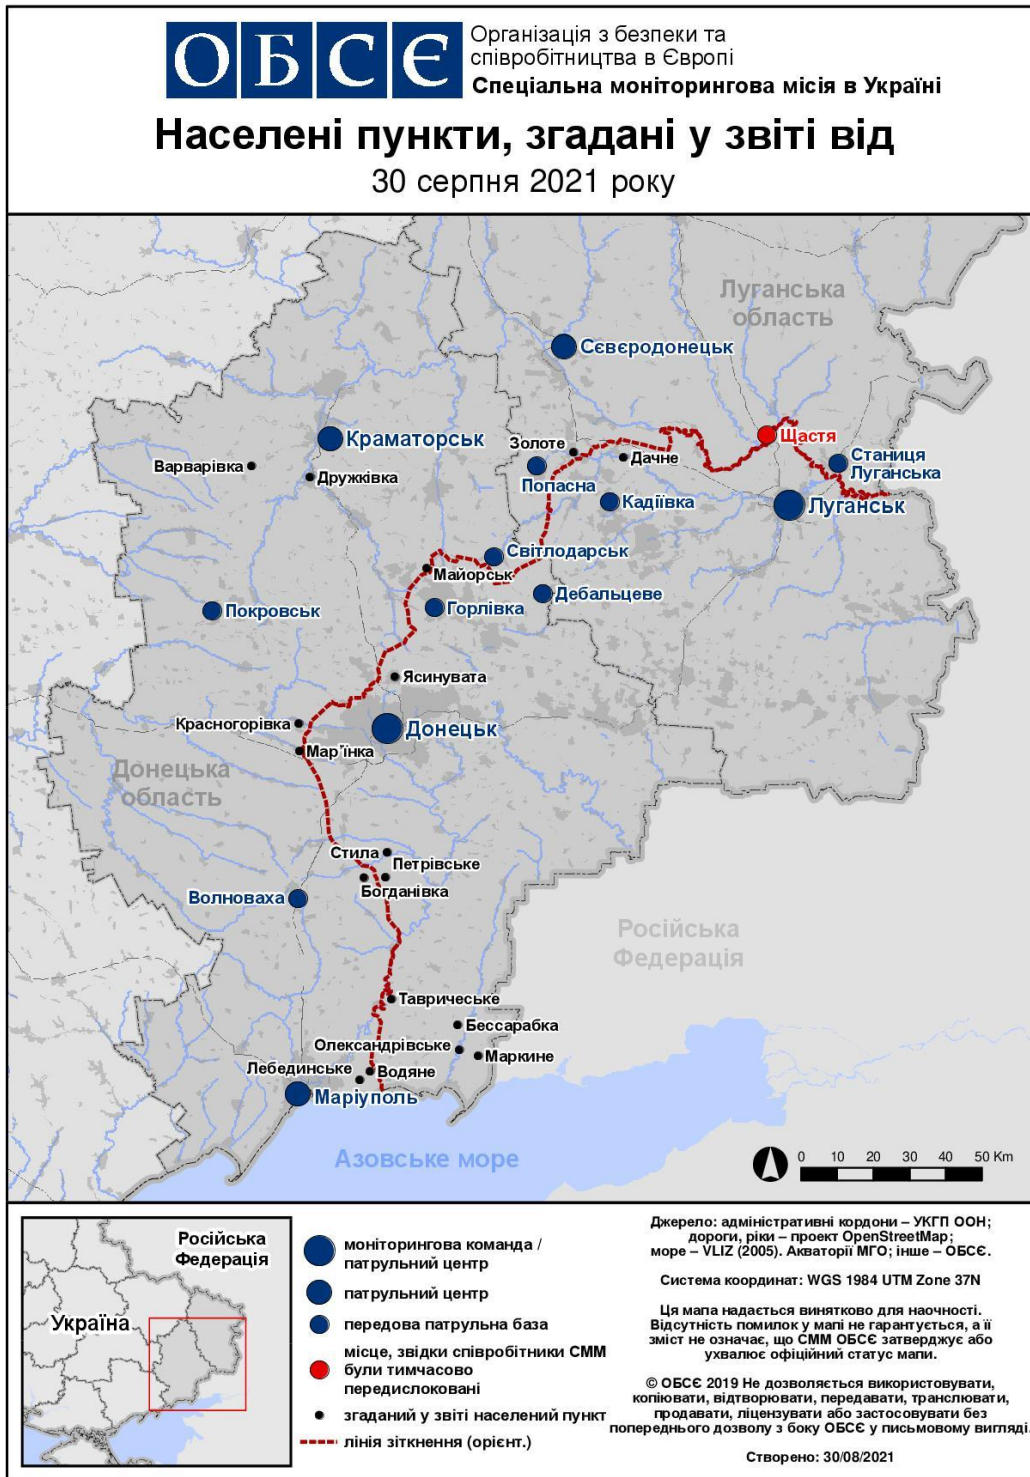 ОБСЄ
Організація з безпеки та
співробітництва в Європі
Спеціальна моніторингова місія в Україні
Населені пункти, згадані у звіті від
30 серпня 2021 року
Луганська
область
Сєвєродонецьк
Краматорськ
Золоте
Щастя
Варварівка
Дружківка
Дачне
Станиця
Луганська
Попасна
Кадіївка
Луганськ
Світлодарськ
Майорськ
Дебальцеве
Покровськ
Горлівка
Ясинувата
Красногорівка
Донецьк
Мар'їнка
Донецька
область
Стила
Петрівське
Богданівка
Волноваха
Російська
Федерація
Тавричеське
Бессарабка
Олександрівське
Маркине
Лебединське
Водяне
Маріуполь
Азовське море
0 10 20 30 40 50 Km
Російська
Федерація
Україна
моніторингова команда /
патрульний центр
патрульний центр
передова патрульна база
місце, звідки співробітники СММ
були тимчасово
передислоковані
згаданий у звіті населений пункт
лінія зіткнення (орієнт.)
Джерело: адміністративні кордони – УКГП ООН;
дороги, ріки – проект OpenStreetMap;
море – VLIZ (2005). Акваторії МГО; інше – ОБСЄ.
Система координат: WGS 1984 UTM Zone 37N
Ця мапа надається винятково для наочності.
Відсутність помилок у мапі не гарантується, а її
зміст не означає, що СММ ОБСЄ затверджує або
ухвалює офіційний статус мапи.
© ОБСЄ 2019 Не дозволяється використовувати,
копіювати, відтворювати, передавати, транслювати,
продавати, ліцензувати або застосовувати без
попереднього дозволу з боку ОБСЄ у письмовому вигляді.
Створено: 30/08/2021